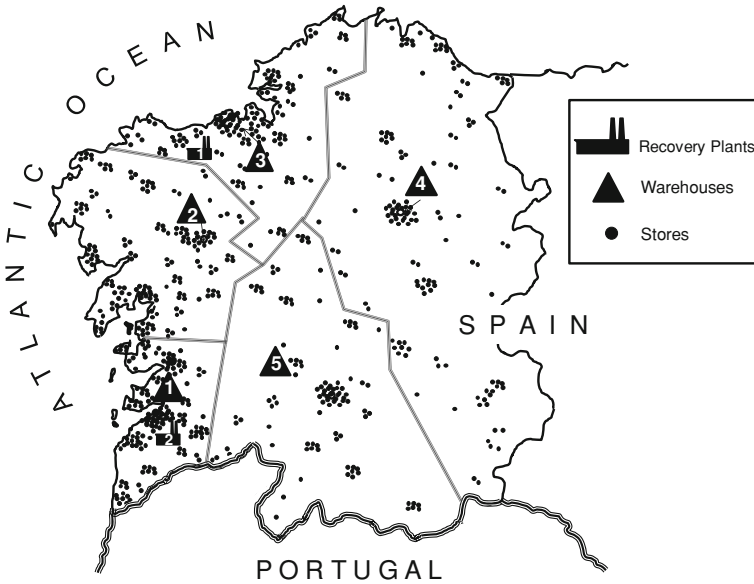 ATLANTIC OCEAN
1
3
2
4
5
1
2
Recovery Plants
Warehouses
Stores
SPAIN
PORTUGAL